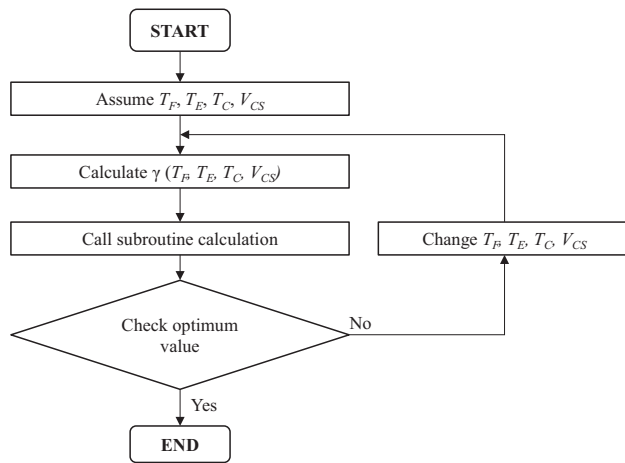 START
Assume T_F, T_E, T_C, V_CS
Calculate γ (T_F, T_E, T_C, V_CS)
Call subroutine calculation
Change T_F, T_E, T_C, V_CS
Check optimum
value
No
Yes
END